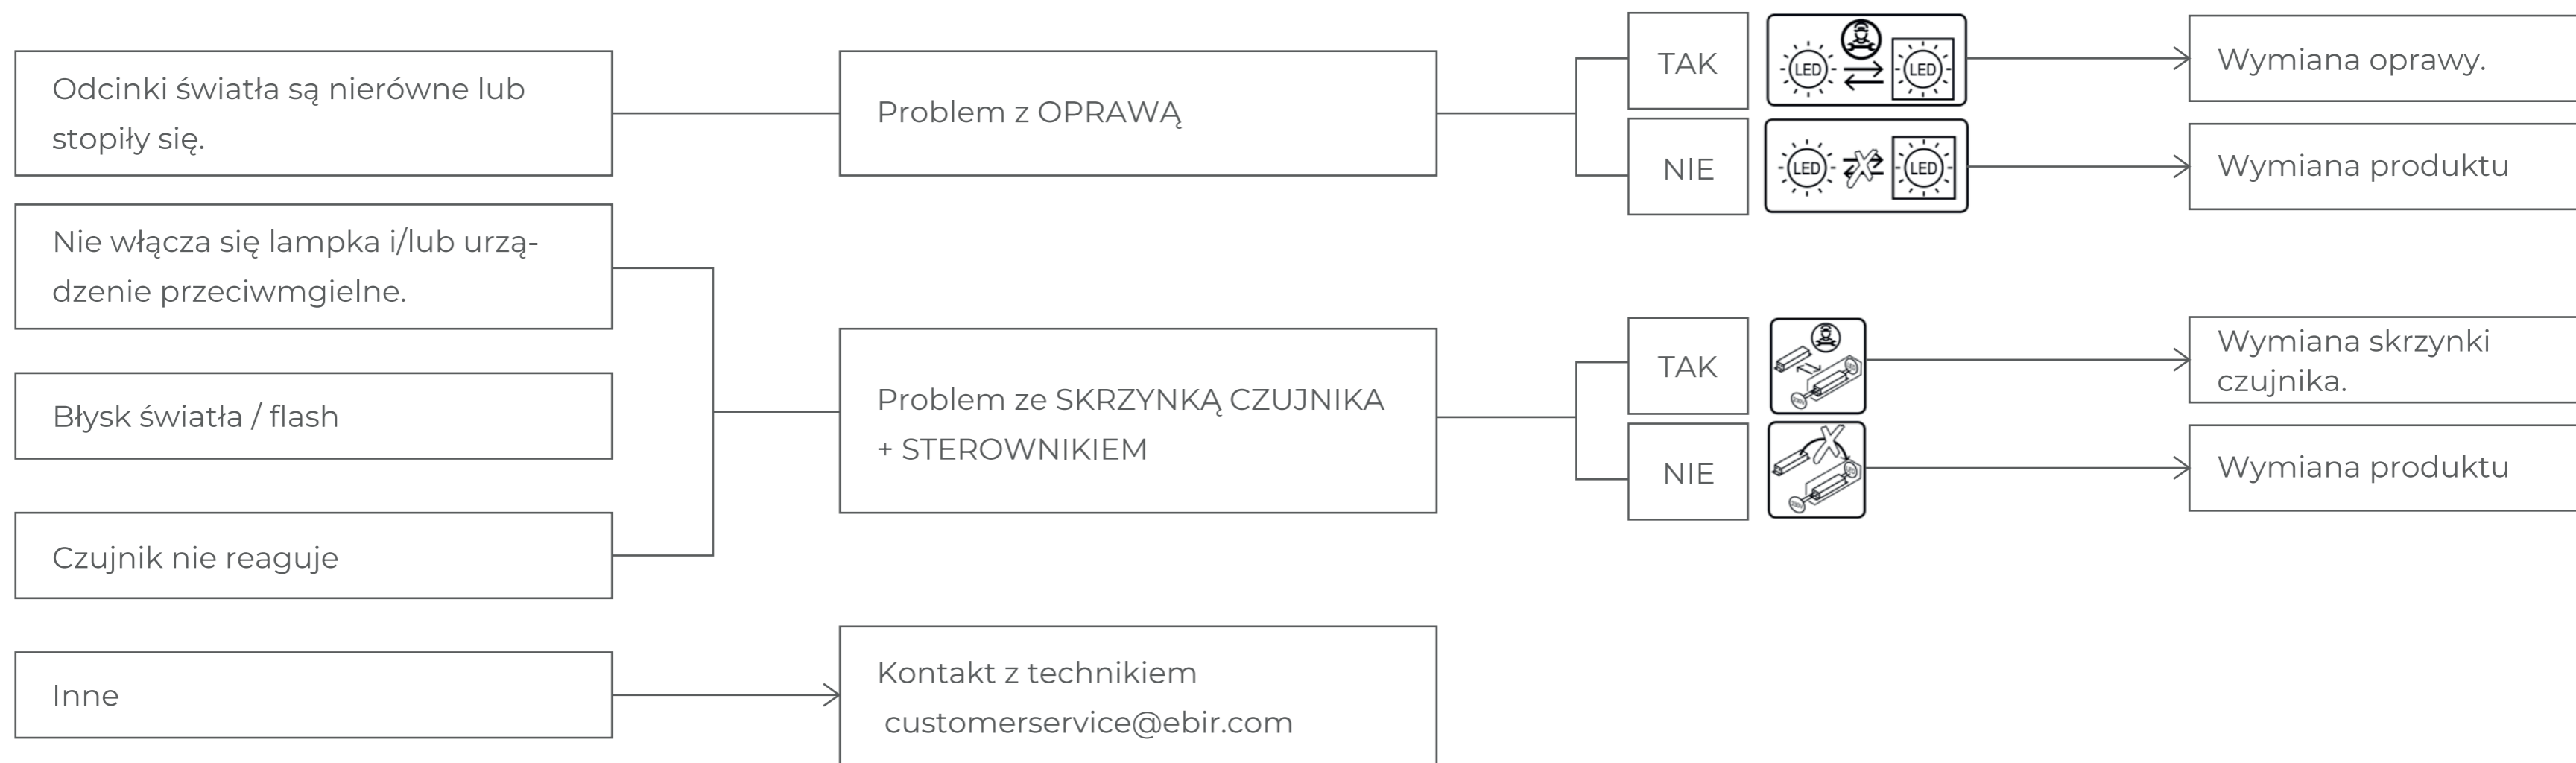 Odcinki światła są nierówne lub
stopiły się.
Problem z OPRAWĄ
TAK
LED
LED
Wymiana oprawy.
NIE
LED
LED
Wymiana produktu
Nie włącza się lampka i/lub urzą-
dzenie przeciwmgielne.
Błysk światła / flash
Czujnik nie reaguje
Problem ze SKRZYNKĄ CZUJNIKA
+ STEROWNIKIEM
TAK
Wymiana skrzynki
czujnika.
NIE
Wymiana produktu
Inne
Kontakt z technikiem
customerservice@ebir.com